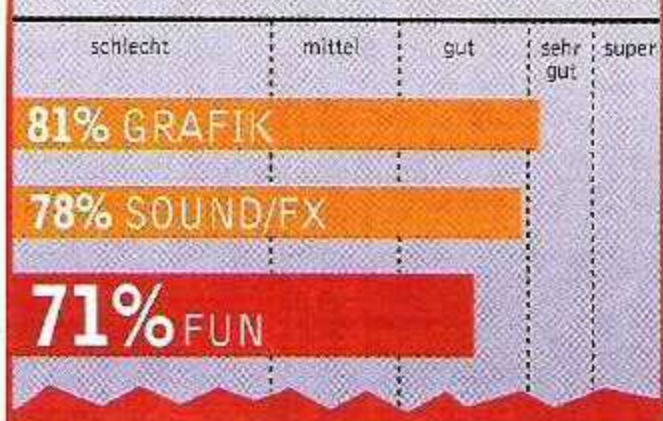 schlecht mittel gut sehr gut super
81% GRAFIK
78% SOUND/FX
71% FUN